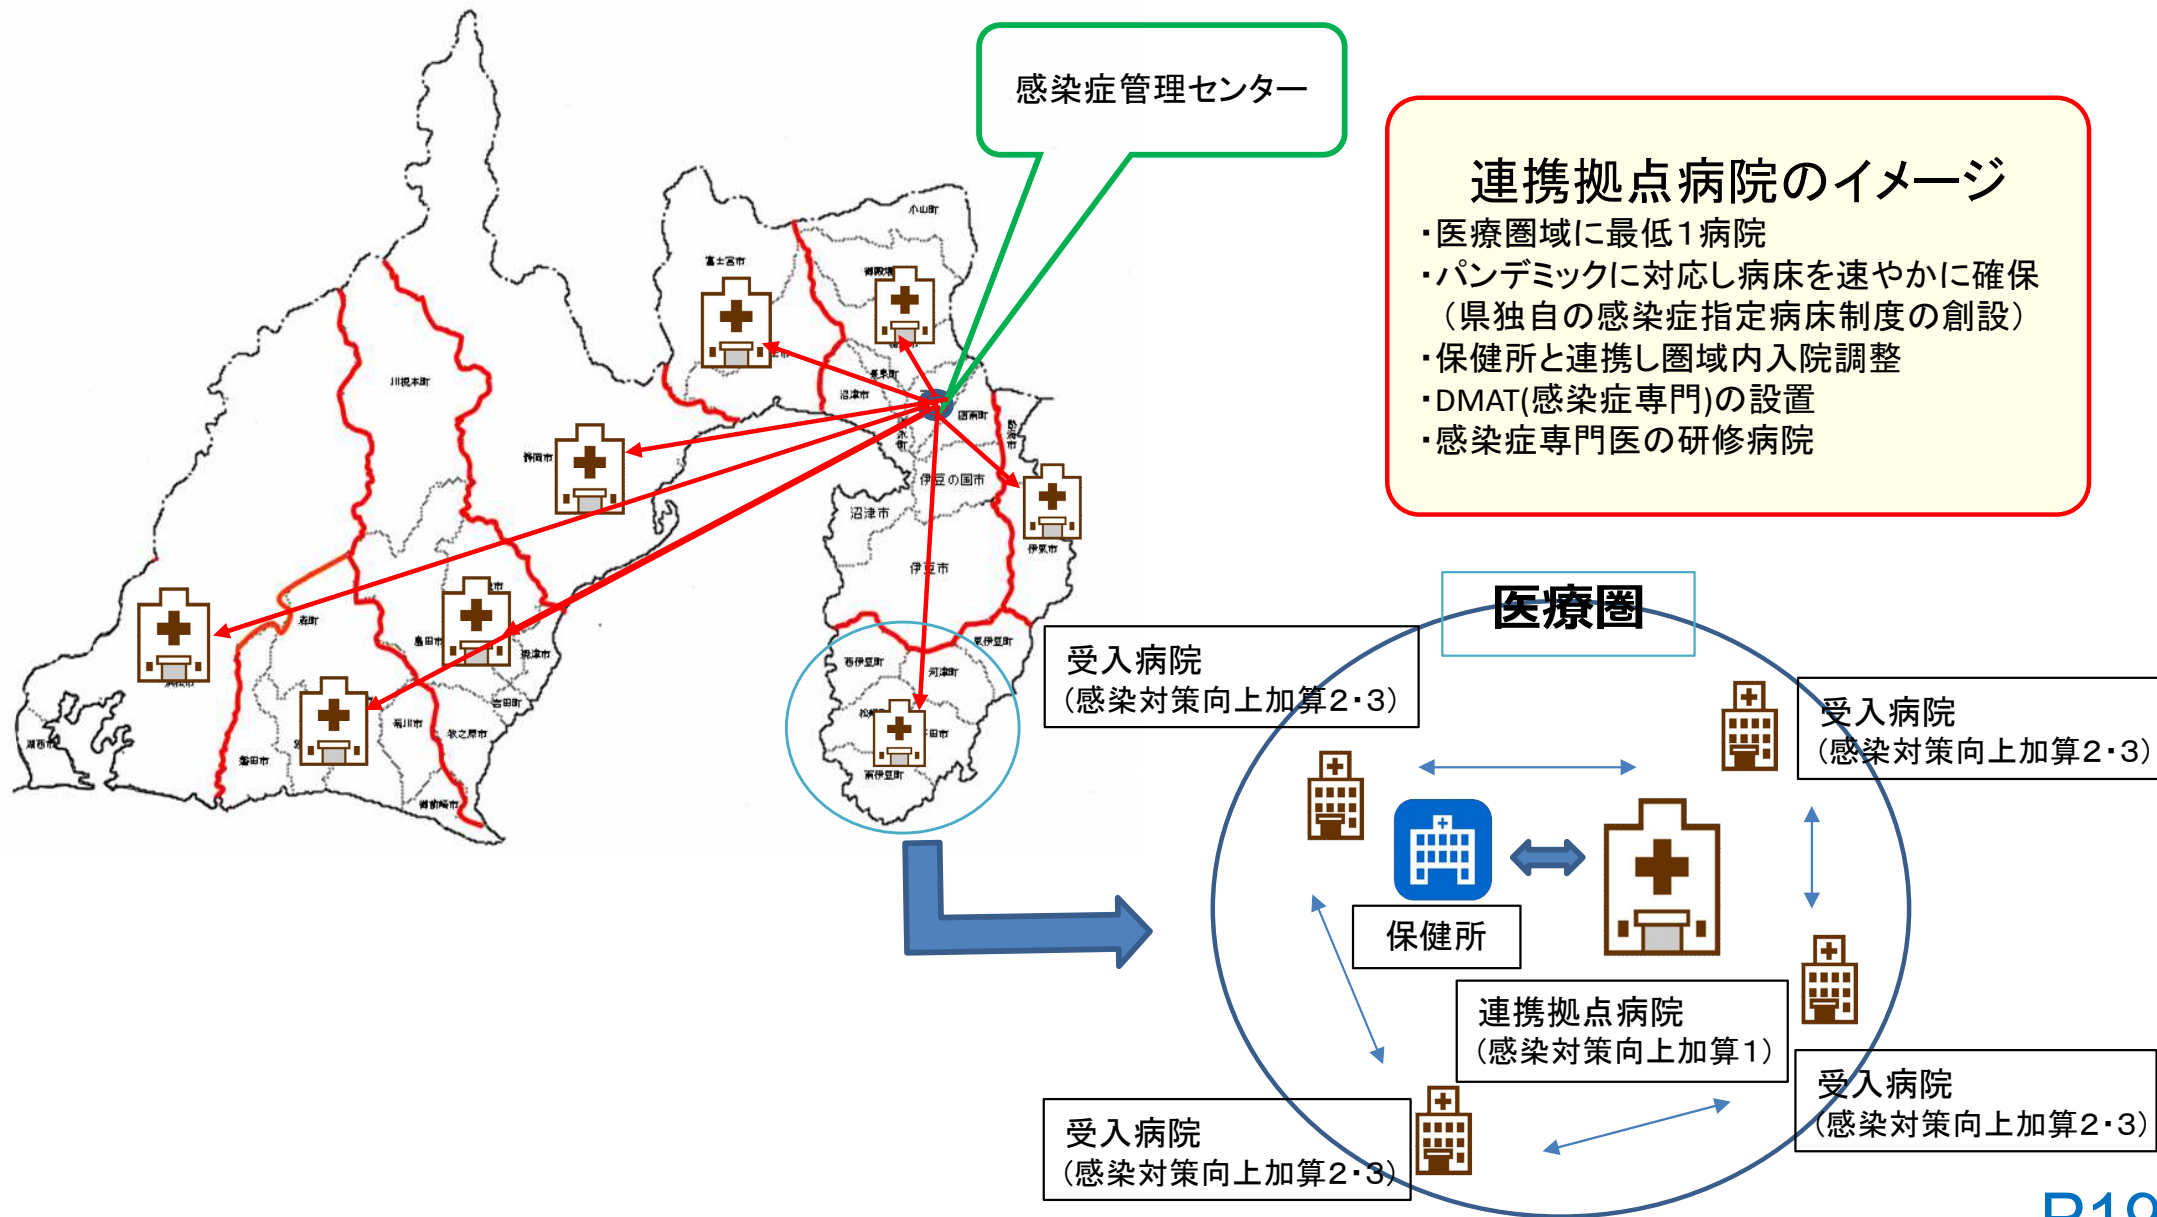 感染症管理センター
連携拠点病院のイメージ
・医療圏域に最低1病院
・パンデミックに対応し病床を速やかに確保
（県独自の感染症指定病床制度の創設）
・保健所と連携し圏域内入院調整
・DMAT(感染症専門)の設置
・感染症専門医の研修病院
小山町
富士宮市
御殿場
川根本町
長泉町
沼津市
函南町
静岡市
伊豆の国市
沼津市
伊東市
伊豆市
森町
島田市
焼津市
東伊豆町
西伊豆町
河津町
吉田町
菊川市
牧之原市
湖西市
磐田市
御前崎市
南伊豆町
医療圏
受入病院
(感染対策向上加算2・3)
受入病院
(感染対策向上加算2・3)
保健所
連携拠点病院
(感染対策向上加算1)
受入病院
(感染対策向上加算2・3)
受入病院
(感染対策向上加算2・3)
P19